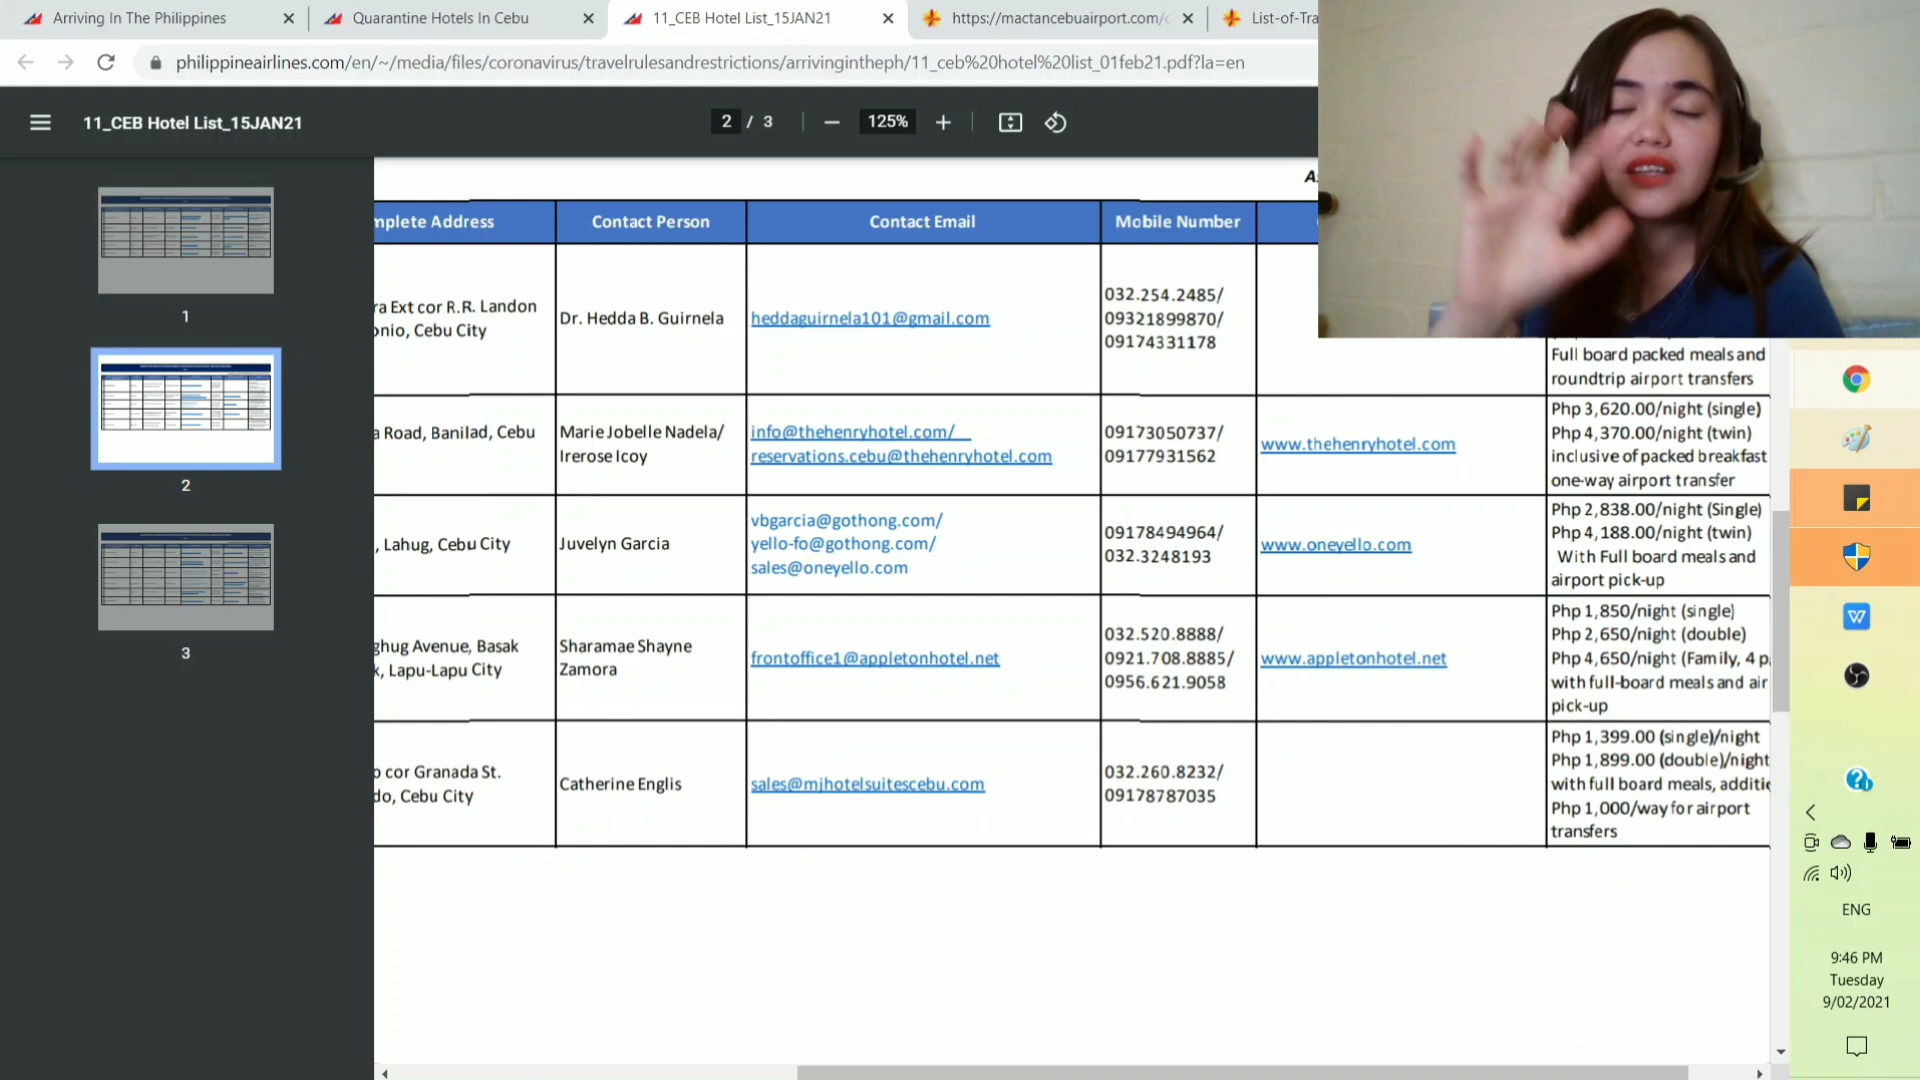 Arriving In The Philippines
Quarantine Hotels In Cebu
11_CEB Hotel List_15JAN21
https://mactancebuairport.com/
List-of-Tra
philippineairlines.com/en/~/media/files/coronavirus/travelrulesandrestrictions/arrivingintheph/11_ceb%20hotel%20list_01feb21.pdf?la=en
11_CEB Hotel List_15JAN21
2 / 3
125%
1
2
3
mplete Address
Contact Person
Contact Email
Mobile Number
ra Ext cor R.R. Landon
onio, Cebu City
Dr. Hedda B. Guirnela
heddaguirnela101@gmail.com
032.254.2485/
09321899870/
09174331178
Full board packed meals and
roundtrip airport transfers
a Road, Banilad, Cebu
Marie Jobelle Nadela/
Irerose Icoy
info@thehenryhotel.com/
reservations.cebu@thehenryhotel.com
09173050737/
09177931562
www.thehenryhotel.com
Php 3,620.00/night (single)
Php 4,370.00/night (twin)
inclusive of packed breakfast
one-way airport transfer
, Lahug, Cebu City
Juvelyn Garcia
vbgarcia@gothong.com/
yello-fo@gothong.com/
sales@oneyello.com
09178494964/
032.3248193
www.oneyello.com
Php 2,838.00/night (Single)
Php 4,188.00/night (twin)
With Full board meals and
airport pick-up
ghug Avenue, Basak
k, Lapu-Lapu City
Sharamae Shayne
Zamora
frontoffice1@appletonhotel.net
032.520.8888/
0921.708.8885/
0956.621.9058
www.appletonhotel.net
Php 1,850/night (single)
Php 2,650/night (double)
Php 4,650/night (Family, 4 p
with full-board meals and air
pick-up
o cor Granada St.
do, Cebu City
Catherine Englis
sales@mjhotelsuitescebu.com
032.260.8232/
09178787035
Php 1,399.00 (single)/night
Php 1,899.00 (double)/night
with full board meals, additi
Php 1,000/way for airport
transfers
ENG
9:46 PM
Tuesday
9/02/2021